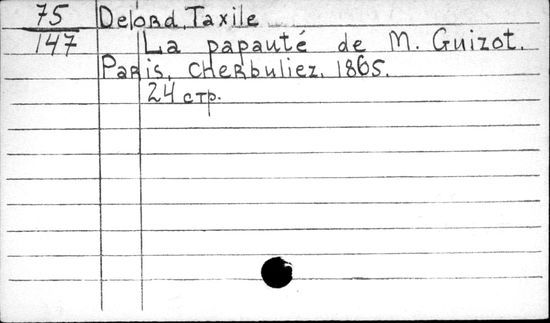 75 Delord, Taxile
147 La papauté de M. Guizot.
Paris, Cherbuliez, 1865.
24 стр.